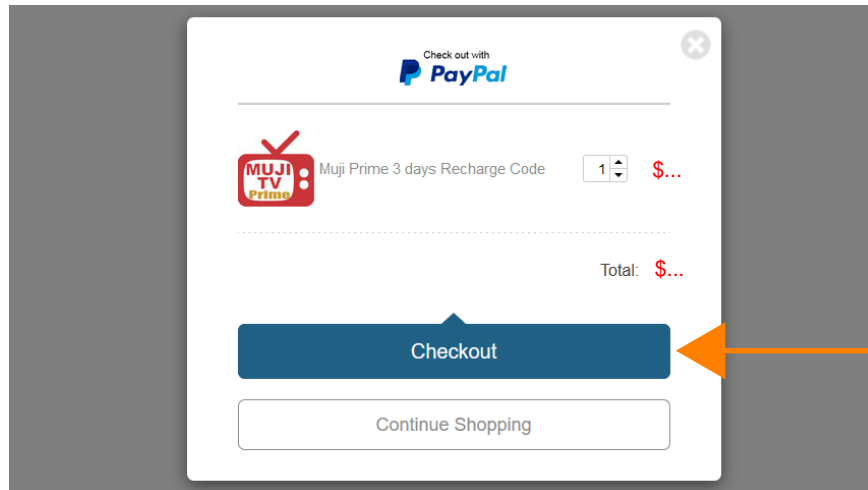 Check out with
PayPal
MUJI
TV
Prime
Muji Prime 3 days Recharge Code 1 $...
Total: $...
Checkout
Continue Shopping